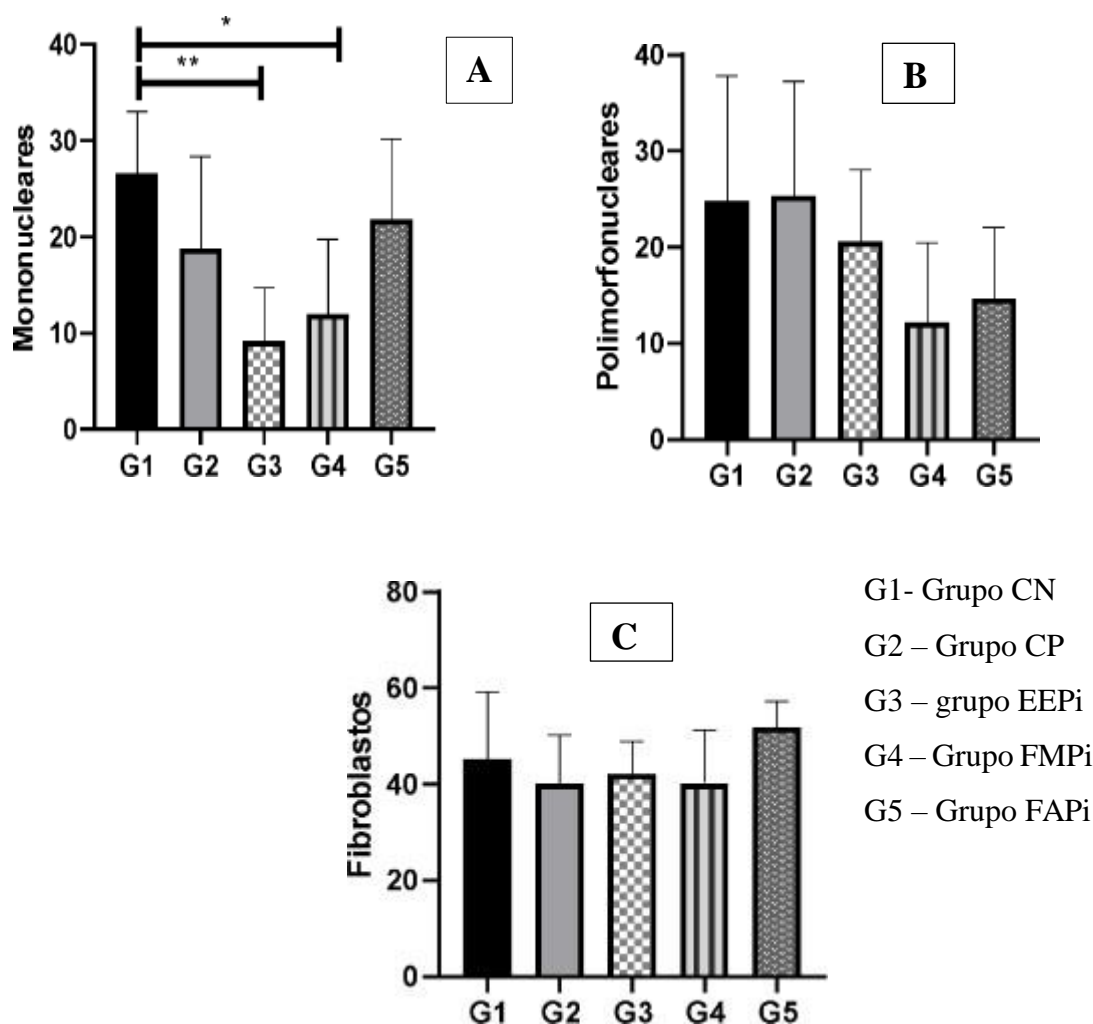 *
**
A
Mononucleares
40
30
20
10
0
G1 G2 G3 G4 G5
B
Polimorfonucleares
40
30
20
10
0
G1 G2 G3 G4 G5
C
Fibroblastos
80
60
40
20
0
G1 G2 G3 G4 G5
G1- Grupo CN
G2 – Grupo CP
G3 – grupo EEPi
G4 – Grupo FMPi
G5 – Grupo FAPi